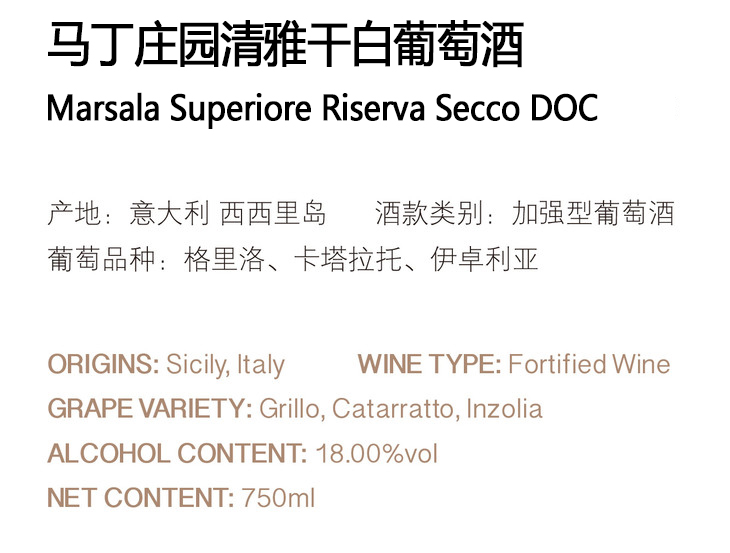 马丁庄园清雅干白葡萄酒
Marsala Superiore Riserva Secco DOC
产地：意大利 西西里岛 酒款类别：加强型葡萄酒
葡萄品种：格里洛、卡塔拉托、伊卓利亚
ORIGINS: Sicily, Italy WINE TYPE: Fortified Wine
GRAPE VARIETY: Grillo, Catarratto, Inzolia
ALCOHOL CONTENT: 18.00%vol
NET CONTENT: 750ml